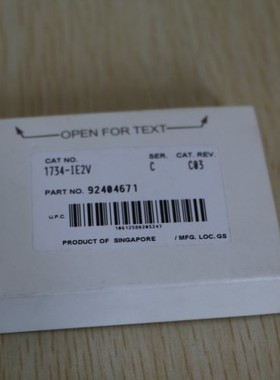 OPEN FOR TEXT
CAT NO. SER. CAT. REV.
1734-IE2V C C03
PART NO. 92404671
U.P.C.
10612598205247
PRODUCT OF SINGAPORE / MFG. LOC. GS